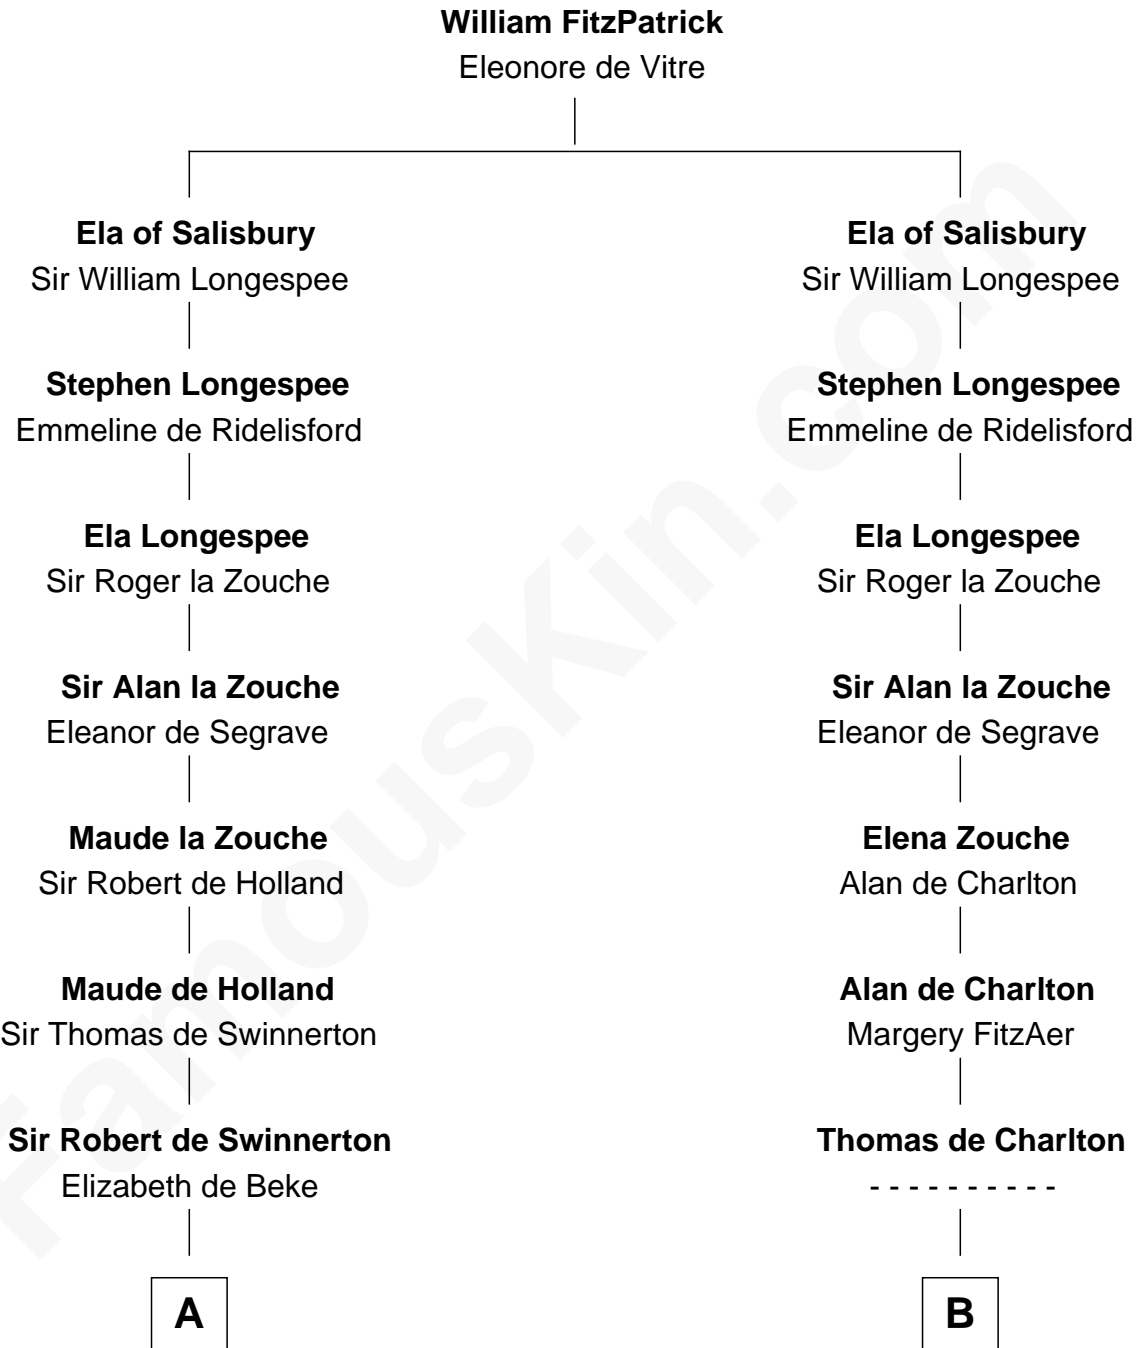 William FitzPatrick
Eleonore de Vitre
Ela of Salisbury
Sir William Longespee
Ela of Salisbury
Sir William Longespee
Stephen Longespee
Emmeline de Ridelisford
Stephen Longespee
Emmeline de Ridelisford
Ela Longespee
Sir Roger la Zouche
Ela Longespee
Sir Roger la Zouche
Sir Alan la Zouche
Eleanor de Segrave
Sir Alan la Zouche
Eleanor de Segrave
Maude la Zouche
Sir Robert de Holland
Elena Zouche
Alan de Charlton
Maude de Holland
Sir Thomas de Swinnerton
Alan de Charlton
Margery FitzAer
Sir Robert de Swinnerton
Elizabeth de Beke
Thomas de Charlton
- - - - - - - - - -
A
B
FamousKin.com